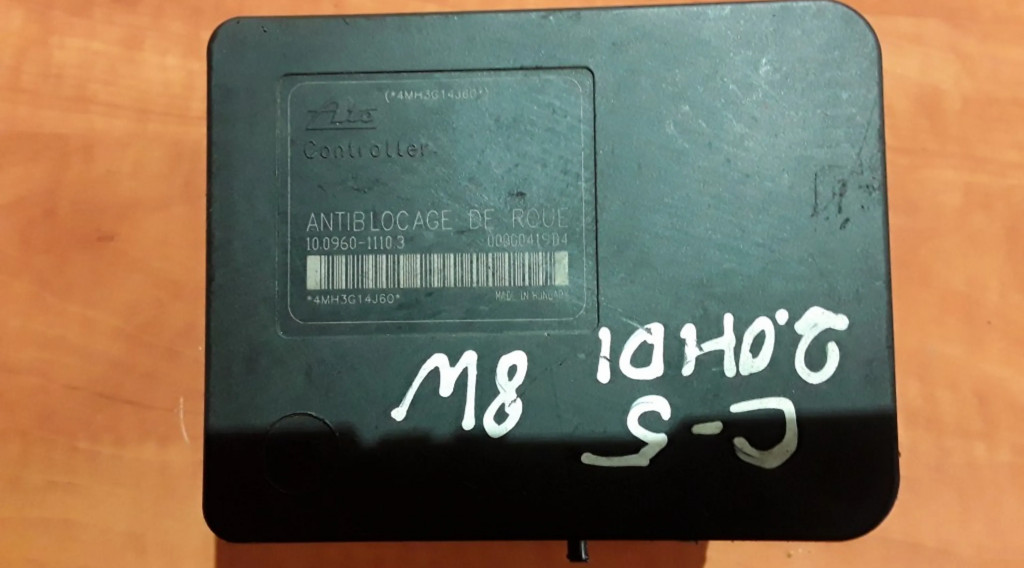 (*4MH3G14J60*)
Ate
Controller
ANTIBLOCAGE DE ROUE
10.0960-1110.3
*4MH3G14J60* MADE IN HUNGARY
C-5
2.0HDI
8W